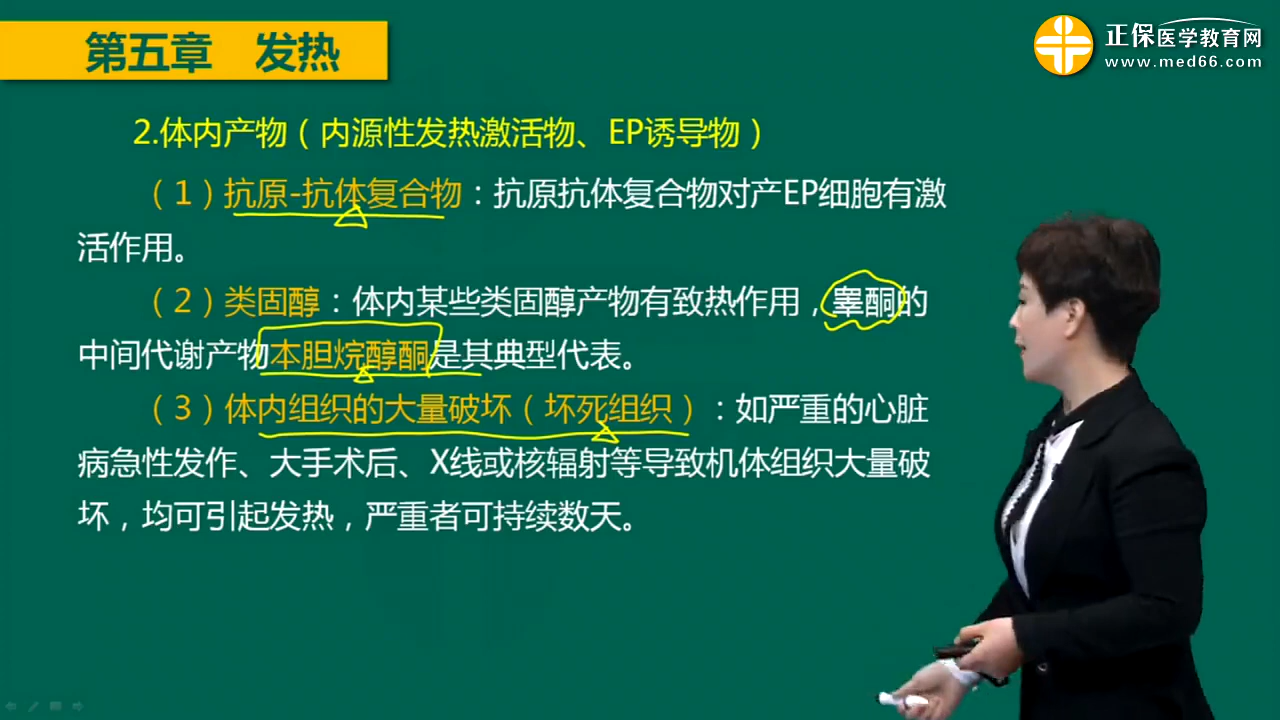 第五章 发热
正保医学教育网
www.med66.com
2.体内产物（内源性发热激活物、EP诱导物）
（1）抗原-抗体复合物：抗原抗体复合物对产EP细胞有激
活作用。
（2）类固醇：体内某些类固醇产物有致热作用，睾酮的
中间代谢产物本胆烷醇酮是其典型代表。
（3）体内组织的大量破坏（坏死组织）：如严重的心脏
病急性发作、大手术后、X线或核辐射等导致机体组织大量破
坏，均可引起发热，严重者可持续数天。